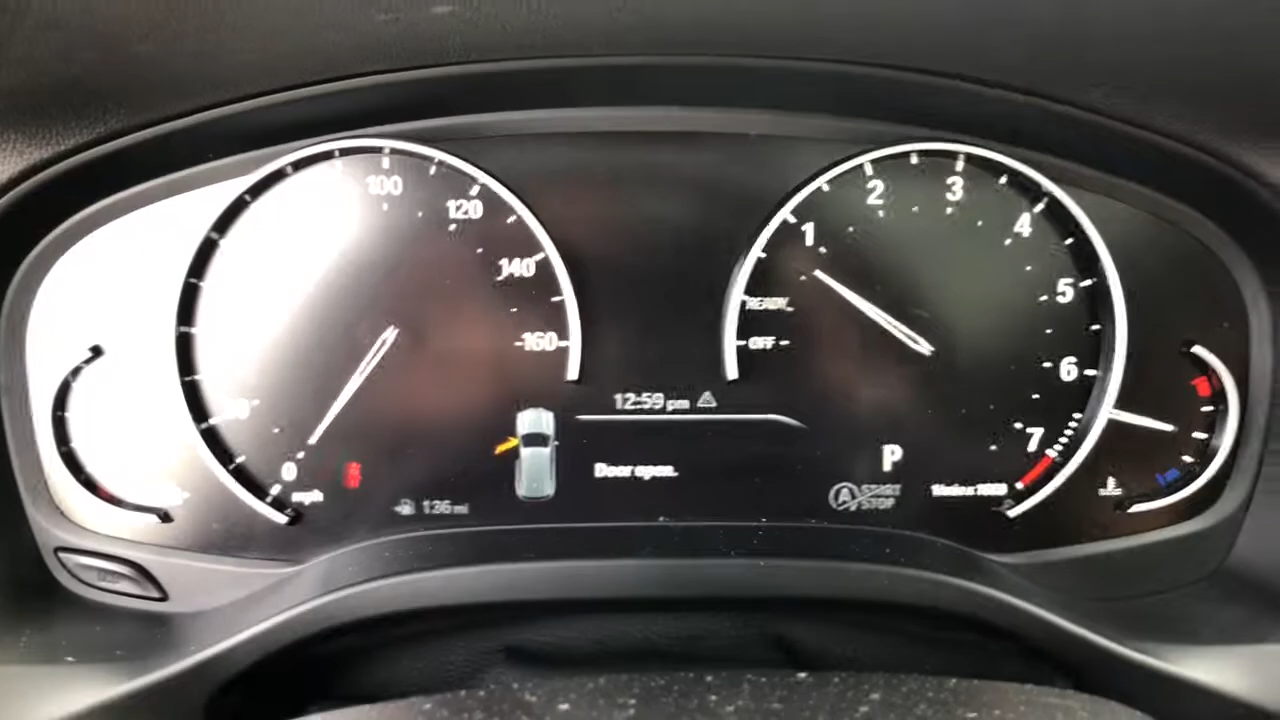 100
120
140
160
0
mph
136 mi
12:59 pm
Door open.
1
2
3
4
5
6
7
READY
OFF
P
A
START
STOP